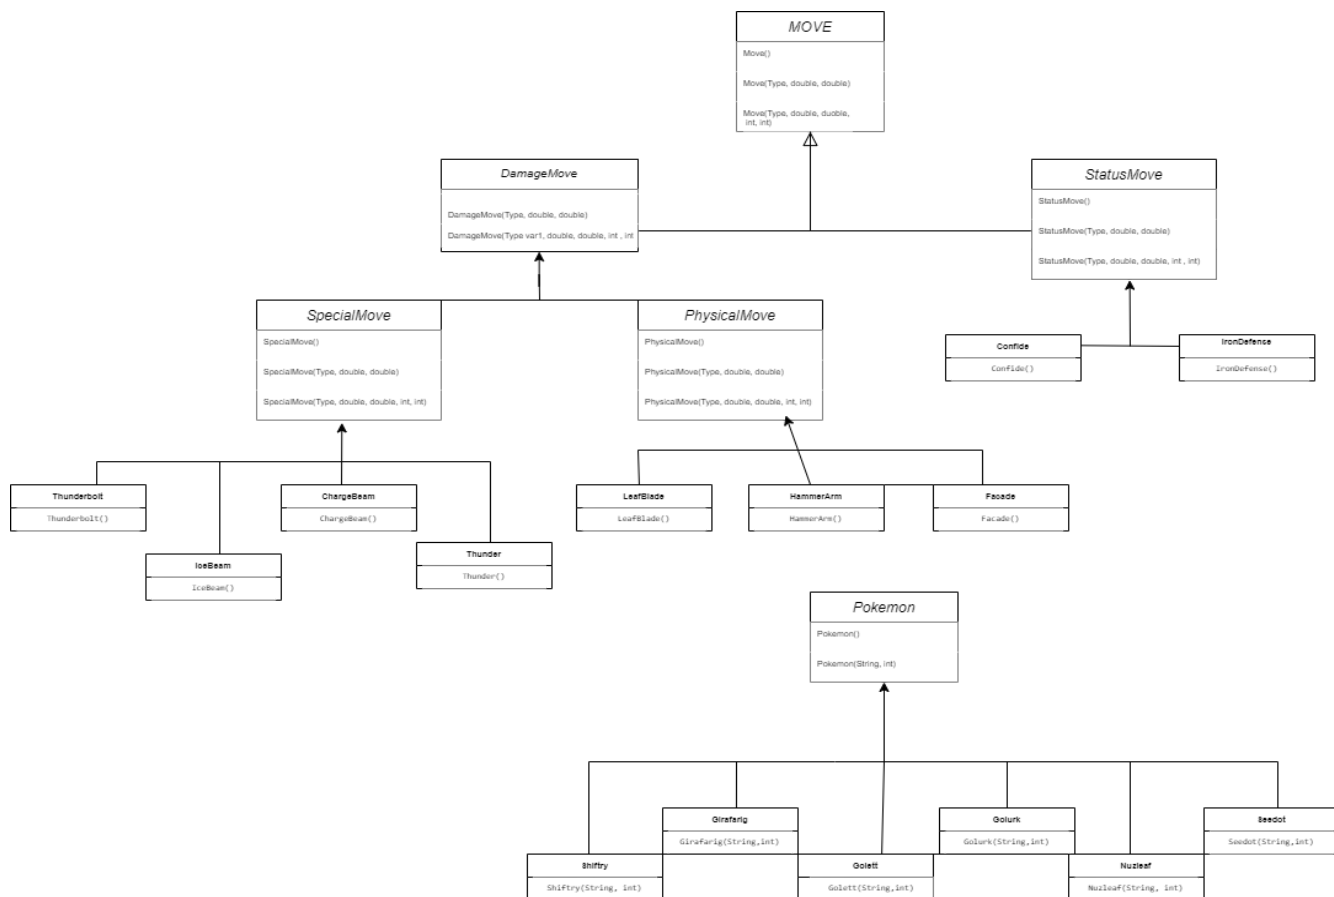 MOVE
Move()
Move(Type, double, double)
Move(Type, double, duoble,
int, int)
DamageMove
DamageMove(Type, double, double)
DamageMove(Type var1, double, double, int , int
StatusMove
StatusMove()
StatusMove(Type, double, double)
StatusMove(Type, double, double, int , int)
SpecialMove
SpecialMove()
SpecialMove(Type, double, double)
SpecialMove(Type, double, double, int, int)
PhysicalMove
PhysicalMove()
PhysicalMove(Type, double, double)
PhysicalMove(Type, double, double, int, int)
Confide
Confide()
IronDefense
IronDefense()
Thunderbolt
Thunderbolt()
IceBeam
IceBeam()
ChargeBeam
ChargeBeam()
Thunder
Thunder()
LeafBlade
LeafBlade()
HammerArm
HammerArm()
Facade
Facade()
Pokemon
Pokemon()
Pokemon(String, int)
Shiftry
Shiftry(String, int)
Girafarig
Girafarig(String,int)
Golett
Golett(String,int)
Golurk
Golurk(String,int)
Nuzleaf
Nuzleaf(String, int)
Seedot
Seedot(String,int)